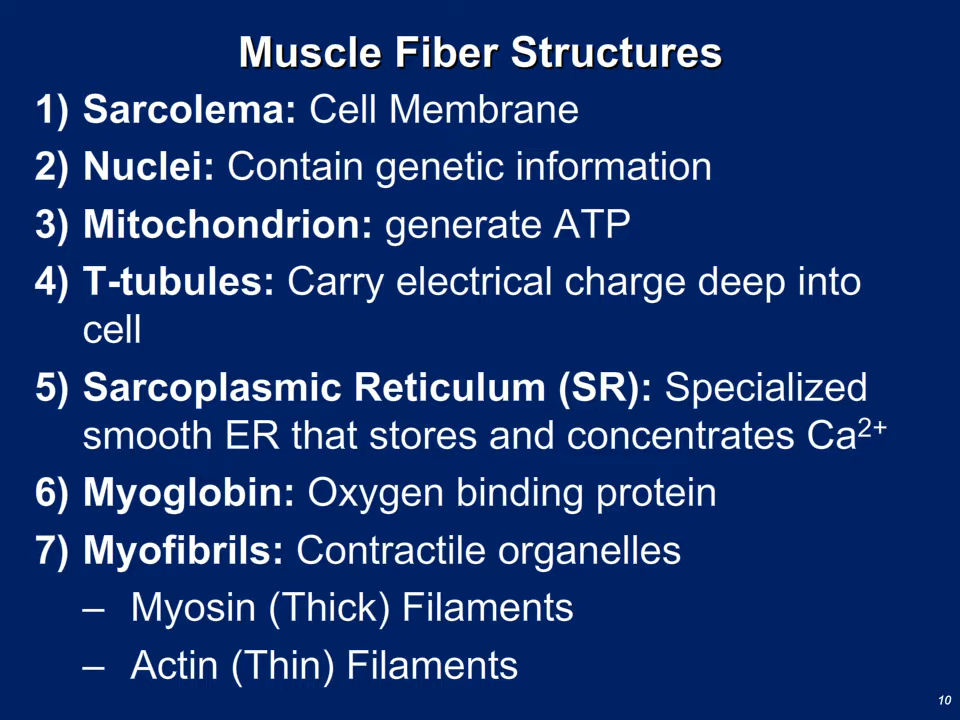 Muscle Fiber Structures
1) Sarcolema: Cell Membrane
2) Nuclei: Contain genetic information
3) Mitochondrion: generate ATP
4) T-tubules: Carry electrical charge deep into
cell
5) Sarcoplasmic Reticulum (SR): Specialized
smooth ER that stores and concentrates Ca²⁺
6) Myoglobin: Oxygen binding protein
7) Myofibrils: Contractile organelles
– Myosin (Thick) Filaments
– Actin (Thin) Filaments
10